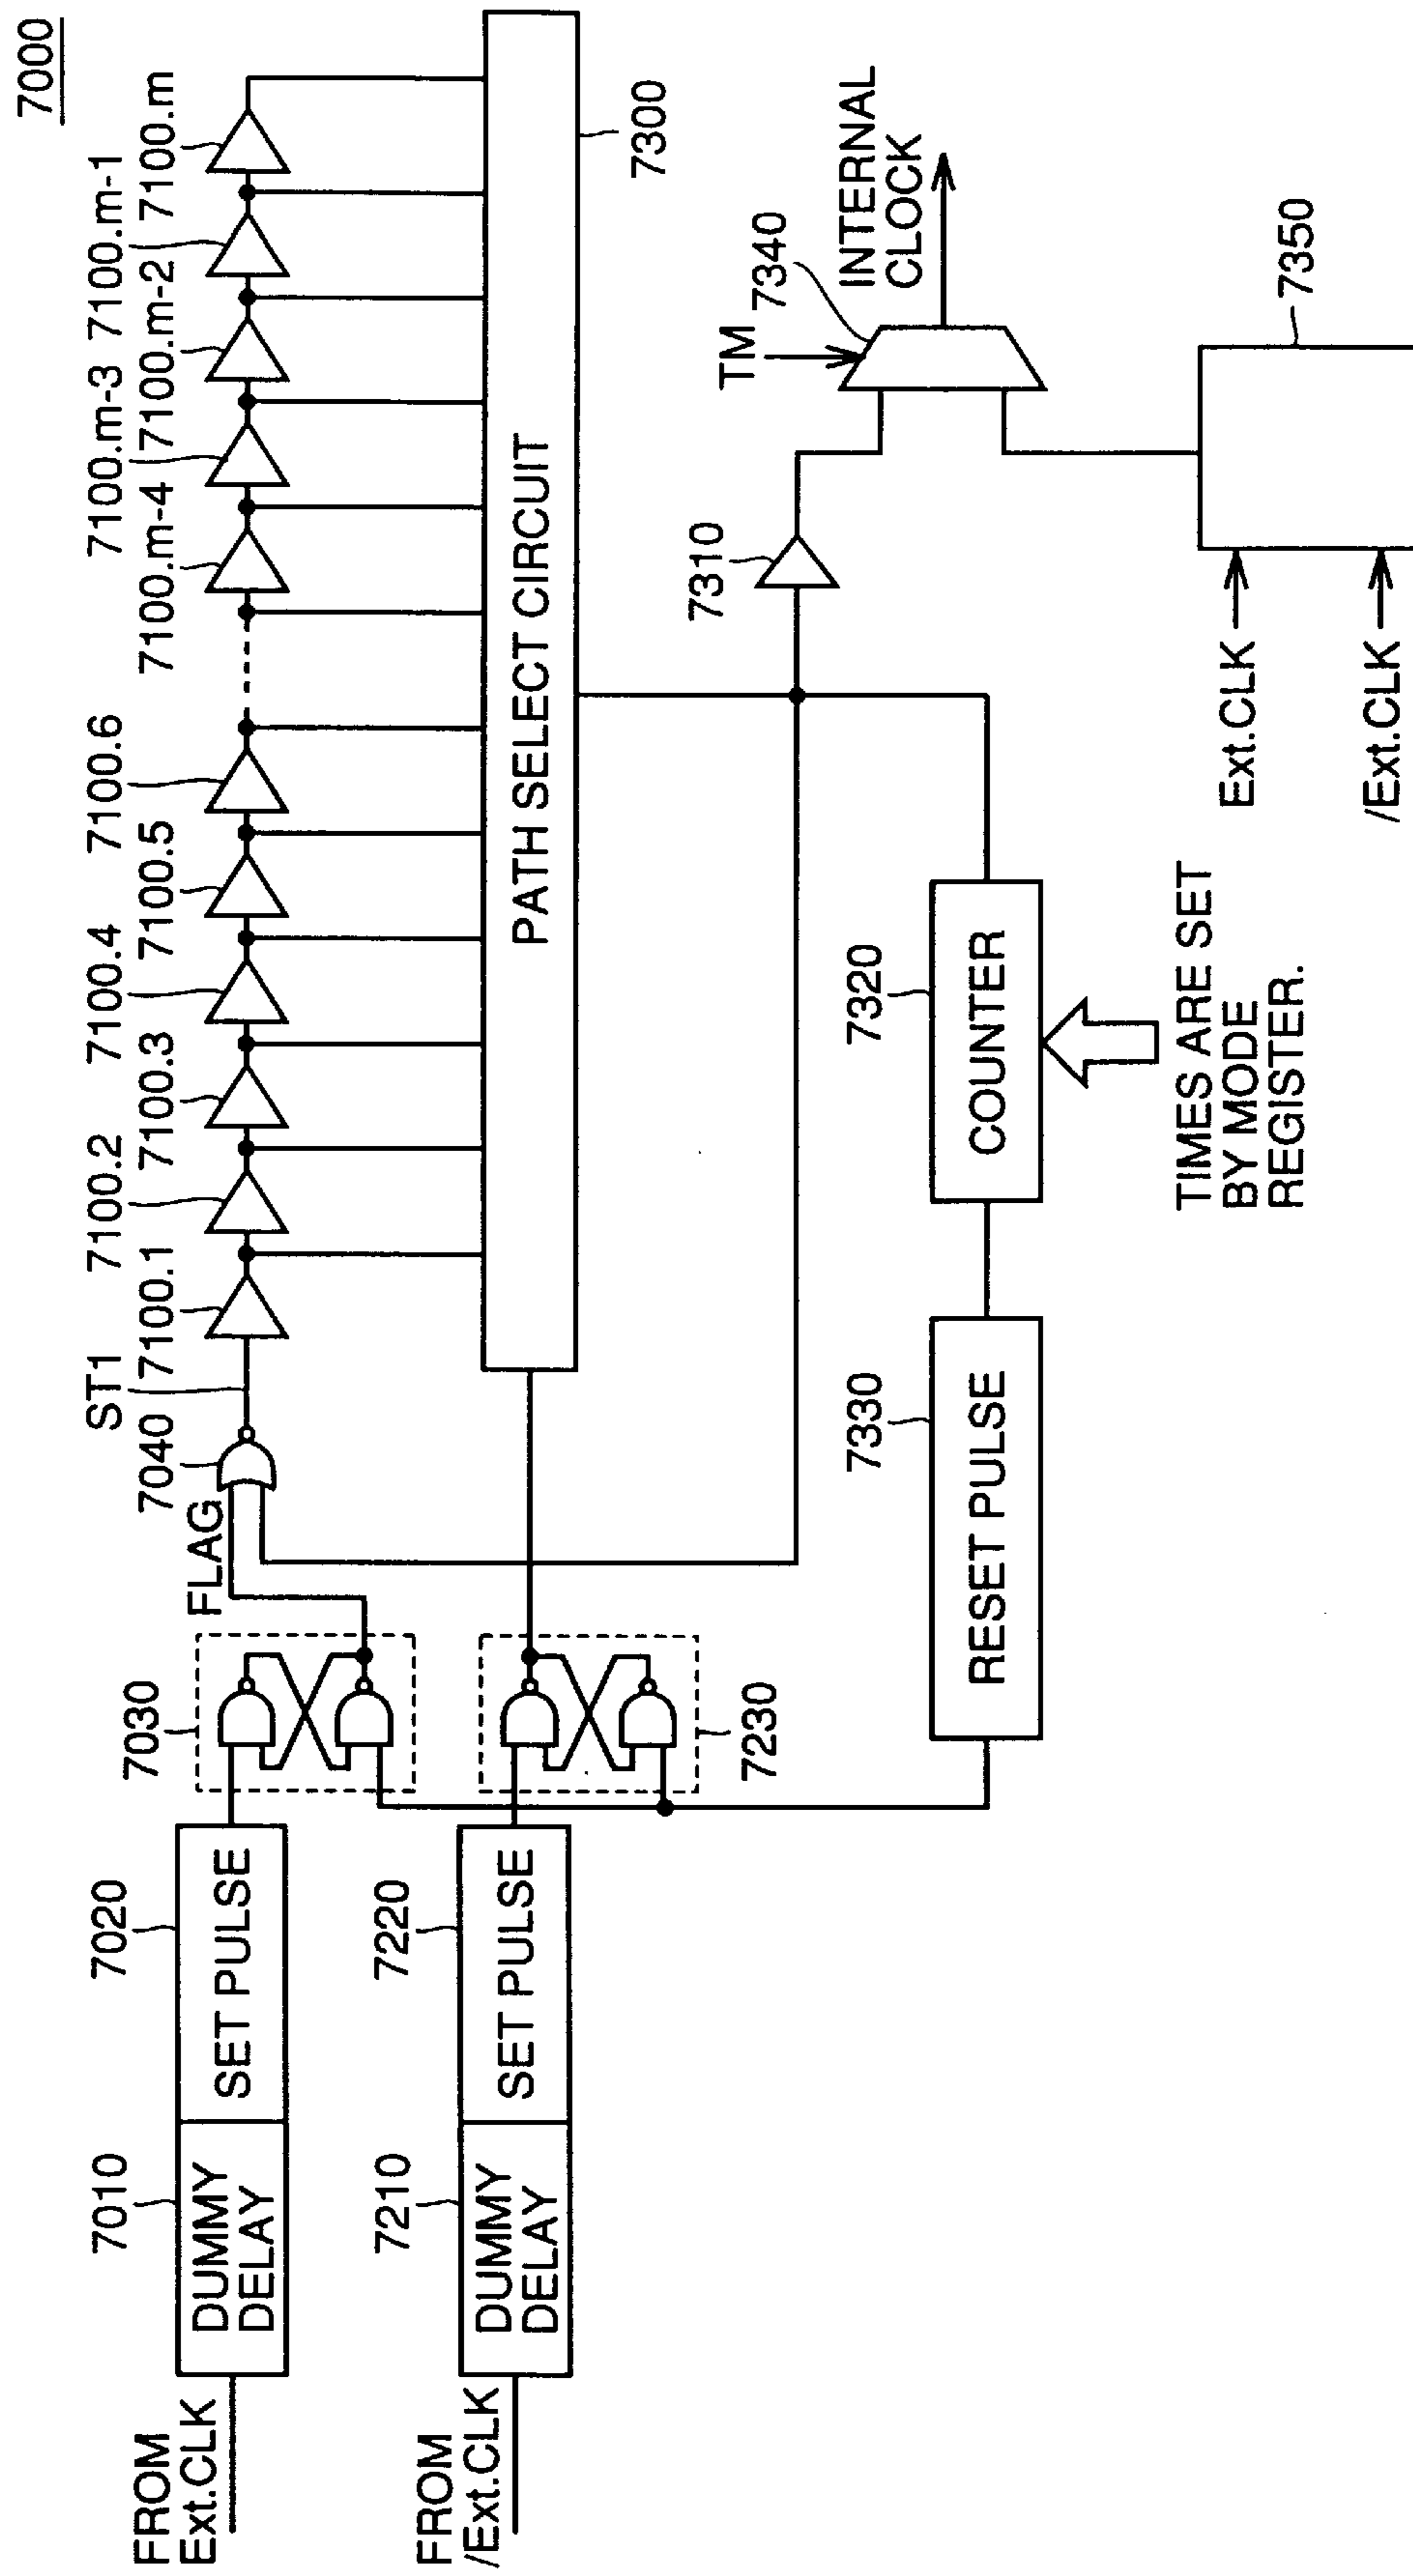 7000
7100.m-3
7100.m-1
7100.m-4
7100.m-2
7100.m
ST1
7100.2
7100.4
7100.6
7040
7100.1
7100.3
7100.5
FLAG
7030
7020
7010
FROM
Ext.CLK
DUMMY
DELAY
SET PULSE
PATH SELECT CIRCUIT
7300
7210
7220
7230
FROM
/Ext.CLK
DUMMY
DELAY
SET PULSE
7310
TM
7340
INTERNAL
CLOCK
7330
RESET PULSE
7320
COUNTER
TIMES ARE SET
BY MODE
REGISTER.
Ext.CLK
/Ext.CLK
7350